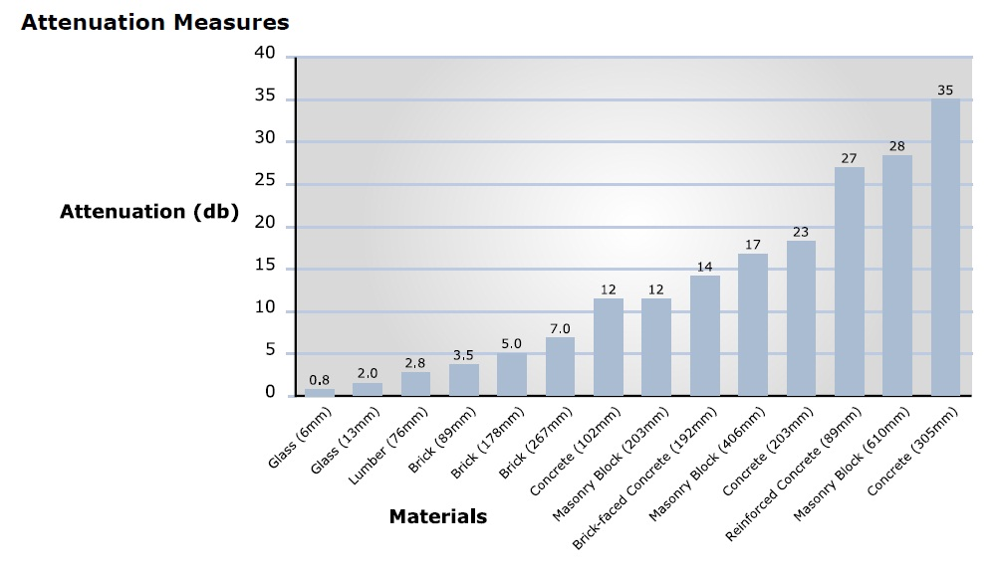 Attenuation Measures
40
35
30
25
20
15
10
5
0
Attenuation (db)
0.8
2.0
2.8
3.5
5.0
7.0
12
12
14
17
23
27
28
35
Glass (6mm)
Glass (13mm)
Lumber (76mm)
Brick (89mm)
Brick (178mm)
Brick (267mm)
Concrete (102mm)
Masonry Block (203mm)
Brick-faced Concrete (192mm)
Masonry Block (406mm)
Concrete (203mm)
Reinforced Concrete (89mm)
Masonry Block (610mm)
Concrete (305mm)
Materials